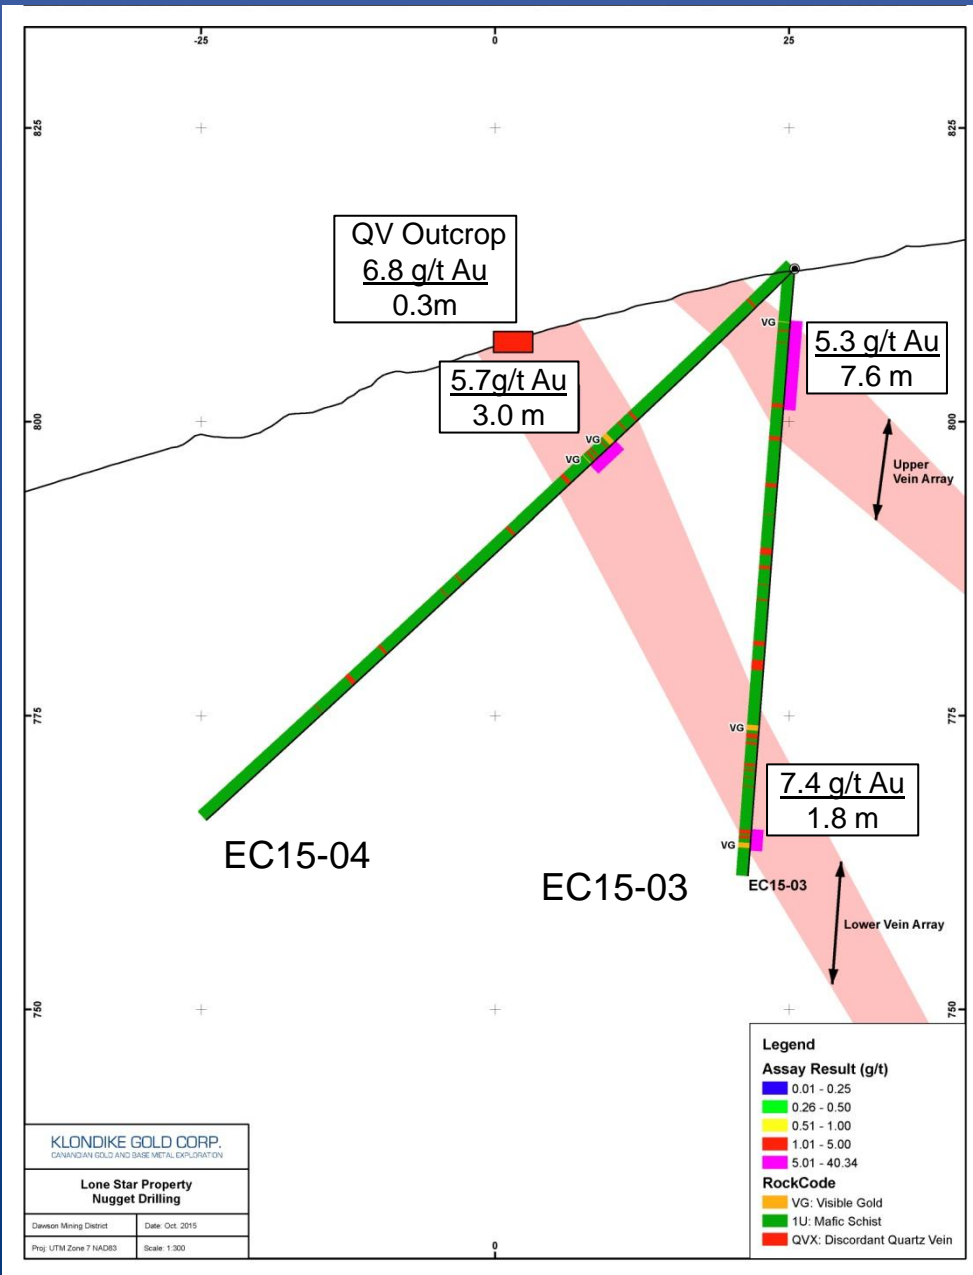 -25
0
25
825
825
QV Outcrop
6.8 g/t Au
0.3m
VG
5.3 g/t Au
7.6 m
5.7g/t Au
3.0 m
800
800
VG
VG
Upper
Vein Array
775
775
VG
7.4 g/t Au
1.8 m
VG
EC15-04
EC15-03
EC15-03
Lower Vein Array
750
750
Legend
Assay Result (g/t)
0.01 - 0.25
0.26 - 0.50
0.51 - 1.00
1.01 - 5.00
5.01 - 40.34
RockCode
VG: Visible Gold
1U: Mafic Schist
QVX: Discordant Quartz Vein
KLONDIKE GOLD CORP.
CANANDIAN GOLD AND BASE METAL EXPLORATION
Lone Star Property
Nugget Drilling
Dawson Mining District
Date: Oct. 2015
Proj: UTM Zone 7 NAD83
Scale: 1:300
0